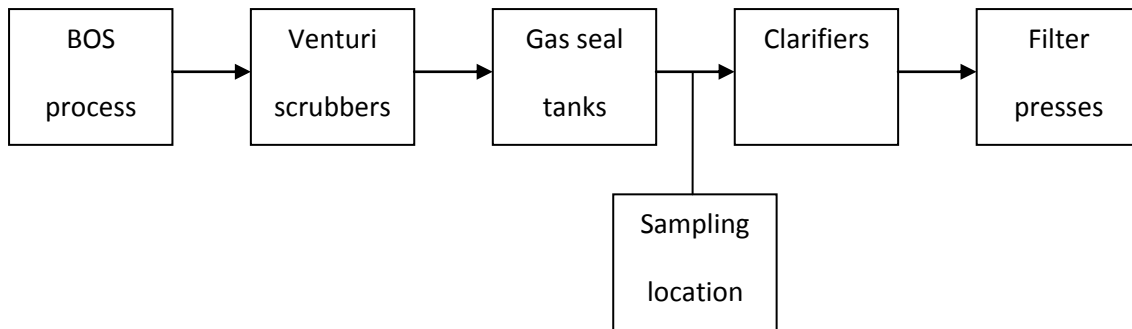 BOS
process
Venturi
scrubbers
Gas seal
tanks
Clarifiers
Filter
presses
Sampling
location